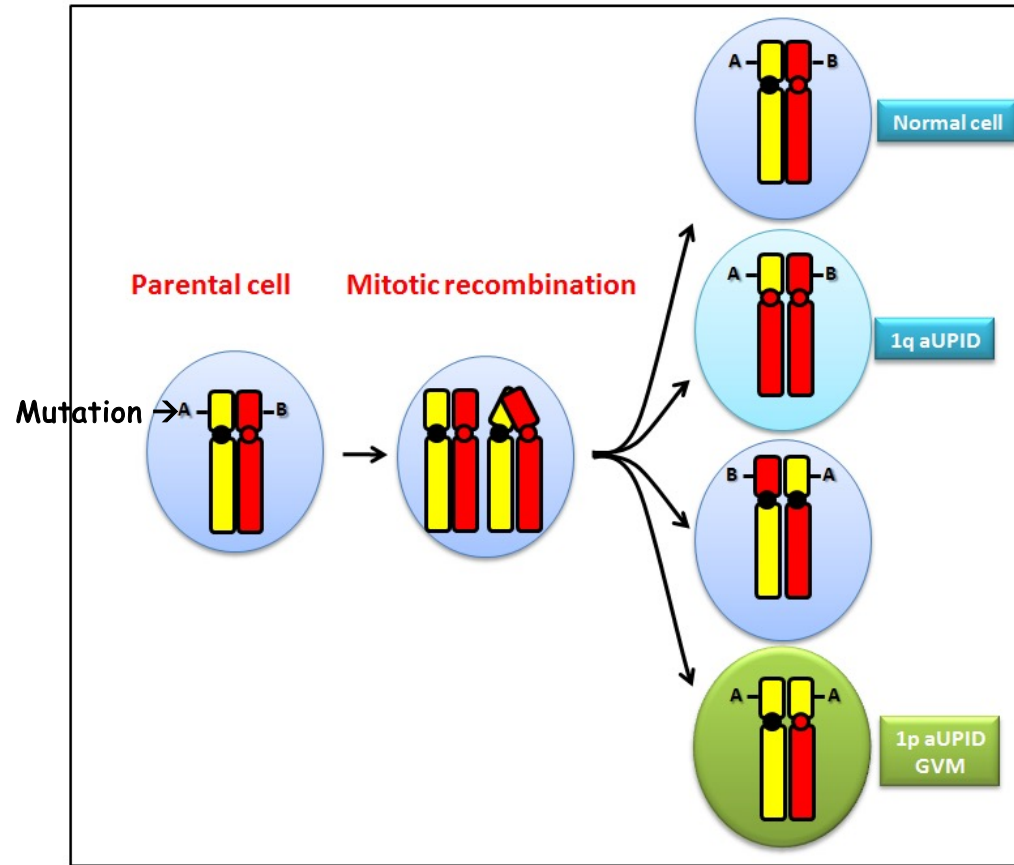 A B
Normal cell
Parental cell Mitotic recombination
A B
1q aUPID
Mutation → A B
B A
A A
1p aUPID
GVM